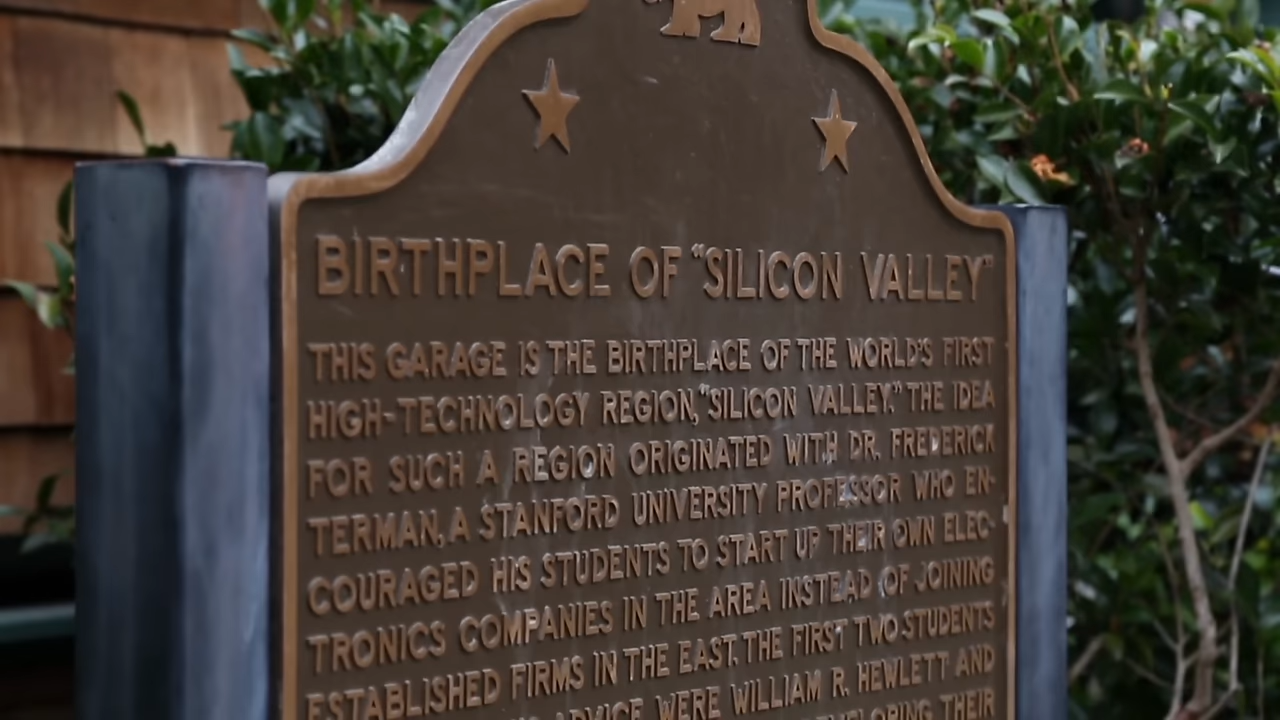 BIRTHPLACE OF "SILICON VALLEY"
THIS GARAGE IS THE BIRTHPLACE OF THE WORLD'S FIRST
HIGH-TECHNOLOGY REGION, "SILICON VALLEY." THE IDEA
FOR SUCH A REGION ORIGINATED WITH DR. FREDERICK
TERMAN, A STANFORD UNIVERSITY PROFESSOR WHO EN-
COURAGED HIS STUDENTS TO START UP THEIR OWN ELEC-
TRONICS COMPANIES IN THE AREA INSTEAD OF JOINING
ESTABLISHED FIRMS IN THE EAST. THE FIRST TWO STUDENTS
ADVICE WERE WILLIAM R. HEWLETT AND
DEVELOPING THEIR